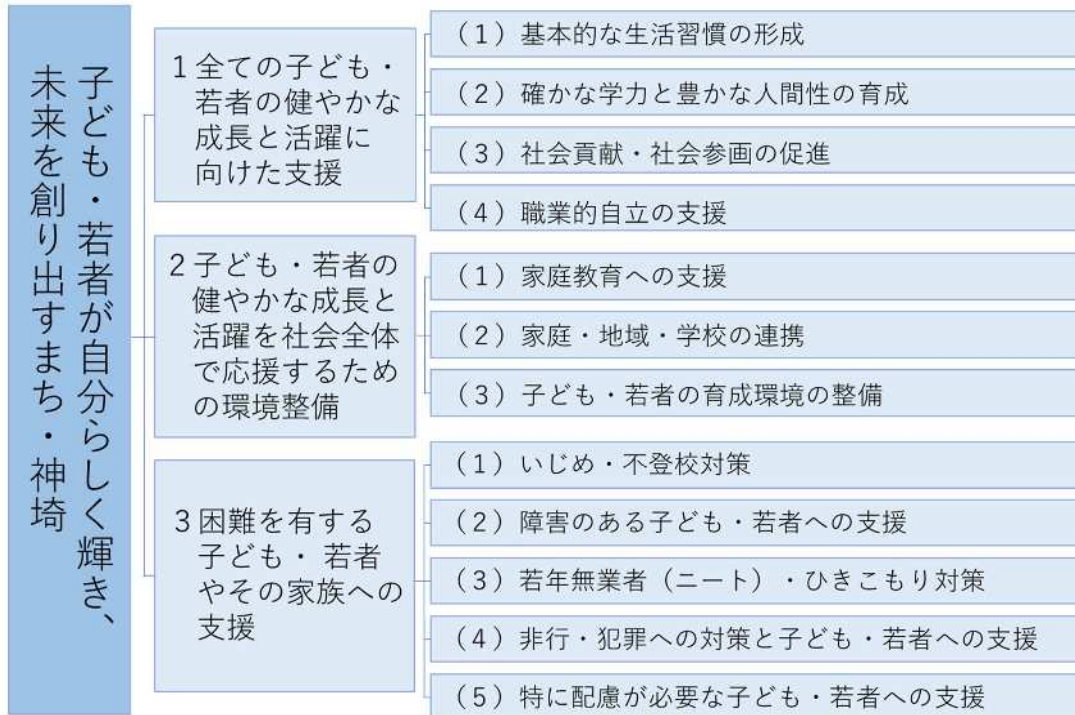 子ども・若者が自分らしく輝き、
未来を創り出すまち・神埼
1 全ての子ども・
若者の健やかな
成長と活躍に
向けた支援
(1)基本的な生活習慣の形成
(2)確かな学力と豊かな人間性の育成
(3)社会貢献・社会参画の促進
(4)職業的自立の支援
2 子ども・若者の
健やかな成長と
活躍を社会全体
で応援するため
の環境整備
(1)家庭教育への支援
(2)家庭・地域・学校の連携
(3)子ども・若者の育成環境の整備
3 困難を有する
子ども・ 若者
やその家族への
支援
(1)いじめ・不登校対策
(2)障害のある子ども・若者への支援
(3)若年無業者(ニート)・ひきこもり対策
(4)非行・犯罪への対策と子ども・若者への支援
(5)特に配慮が必要な子ども・若者への支援